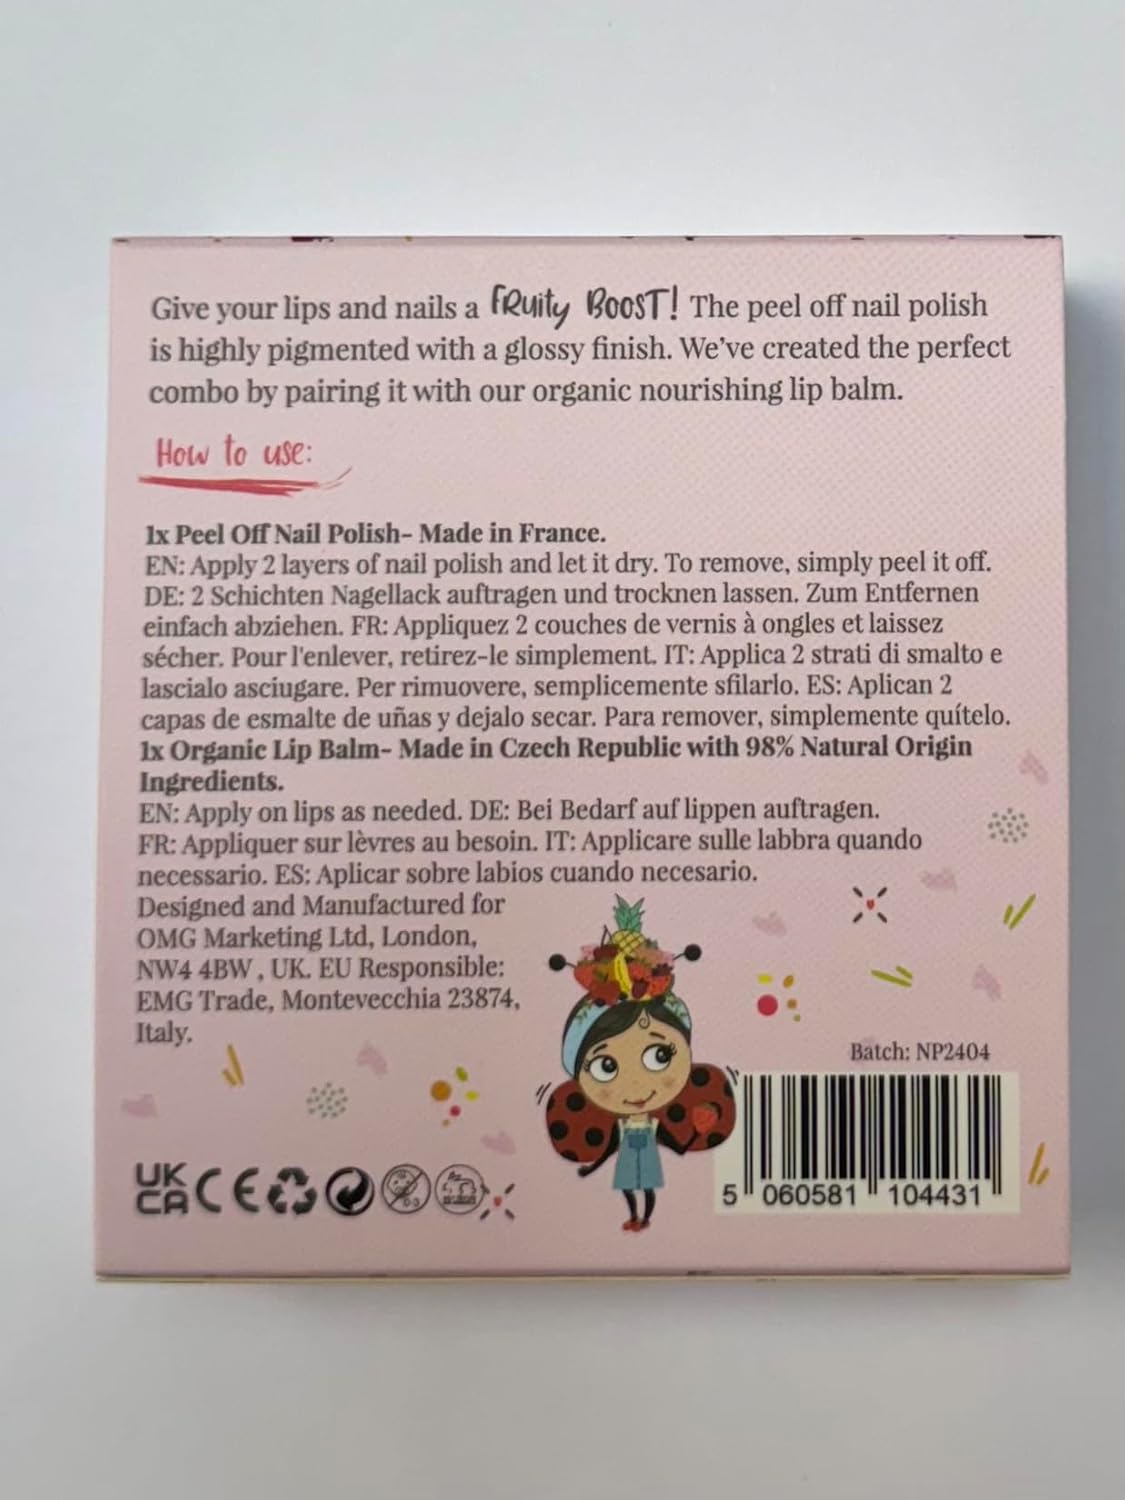 Give your lips and nails a fRuity BOOST! The peel off nail polish
is highly pigmented with a glossy finish. We've created the perfect
combo by pairing it with our organic nourishing lip balm.
How to use:
1x Peel Off Nail Polish- Made in France.
EN: Apply 2 layers of nail polish and let it dry. To remove, simply peel it off.
DE: 2 Schichten Nagellack auftragen und trocknen lassen. Zum Entfernen
einfach abziehen. FR: Appliquez 2 couches de vernis à ongles et laissez
sécher. Pour l'enlever, retirez-le simplement. IT: Applica 2 strati di smalto e
lascialo asciugare. Per rimuovere, semplicemente sfilarlo. ES: Aplican 2
capas de esmalte de uñas y dejalo secar. Para remover, simplemente quítelo.
1x Organic Lip Balm- Made in Czech Republic with 98% Natural Origin
Ingredients.
EN: Apply on lips as needed. DE: Bei Bedarf auf lippen auftragen.
FR: Appliquer sur lèvres au besoin. IT: Applicare sulle labbra quando
necessario. ES: Aplicar sobre labios cuando necesario.
Designed and Manufactured for
OMG Marketing Ltd, London,
NW4 4BW , UK. EU Responsible:
EMG Trade, Montevecchia 23874,
Italy.
Batch: NP2404
UK
CA CE
5 060581 104431